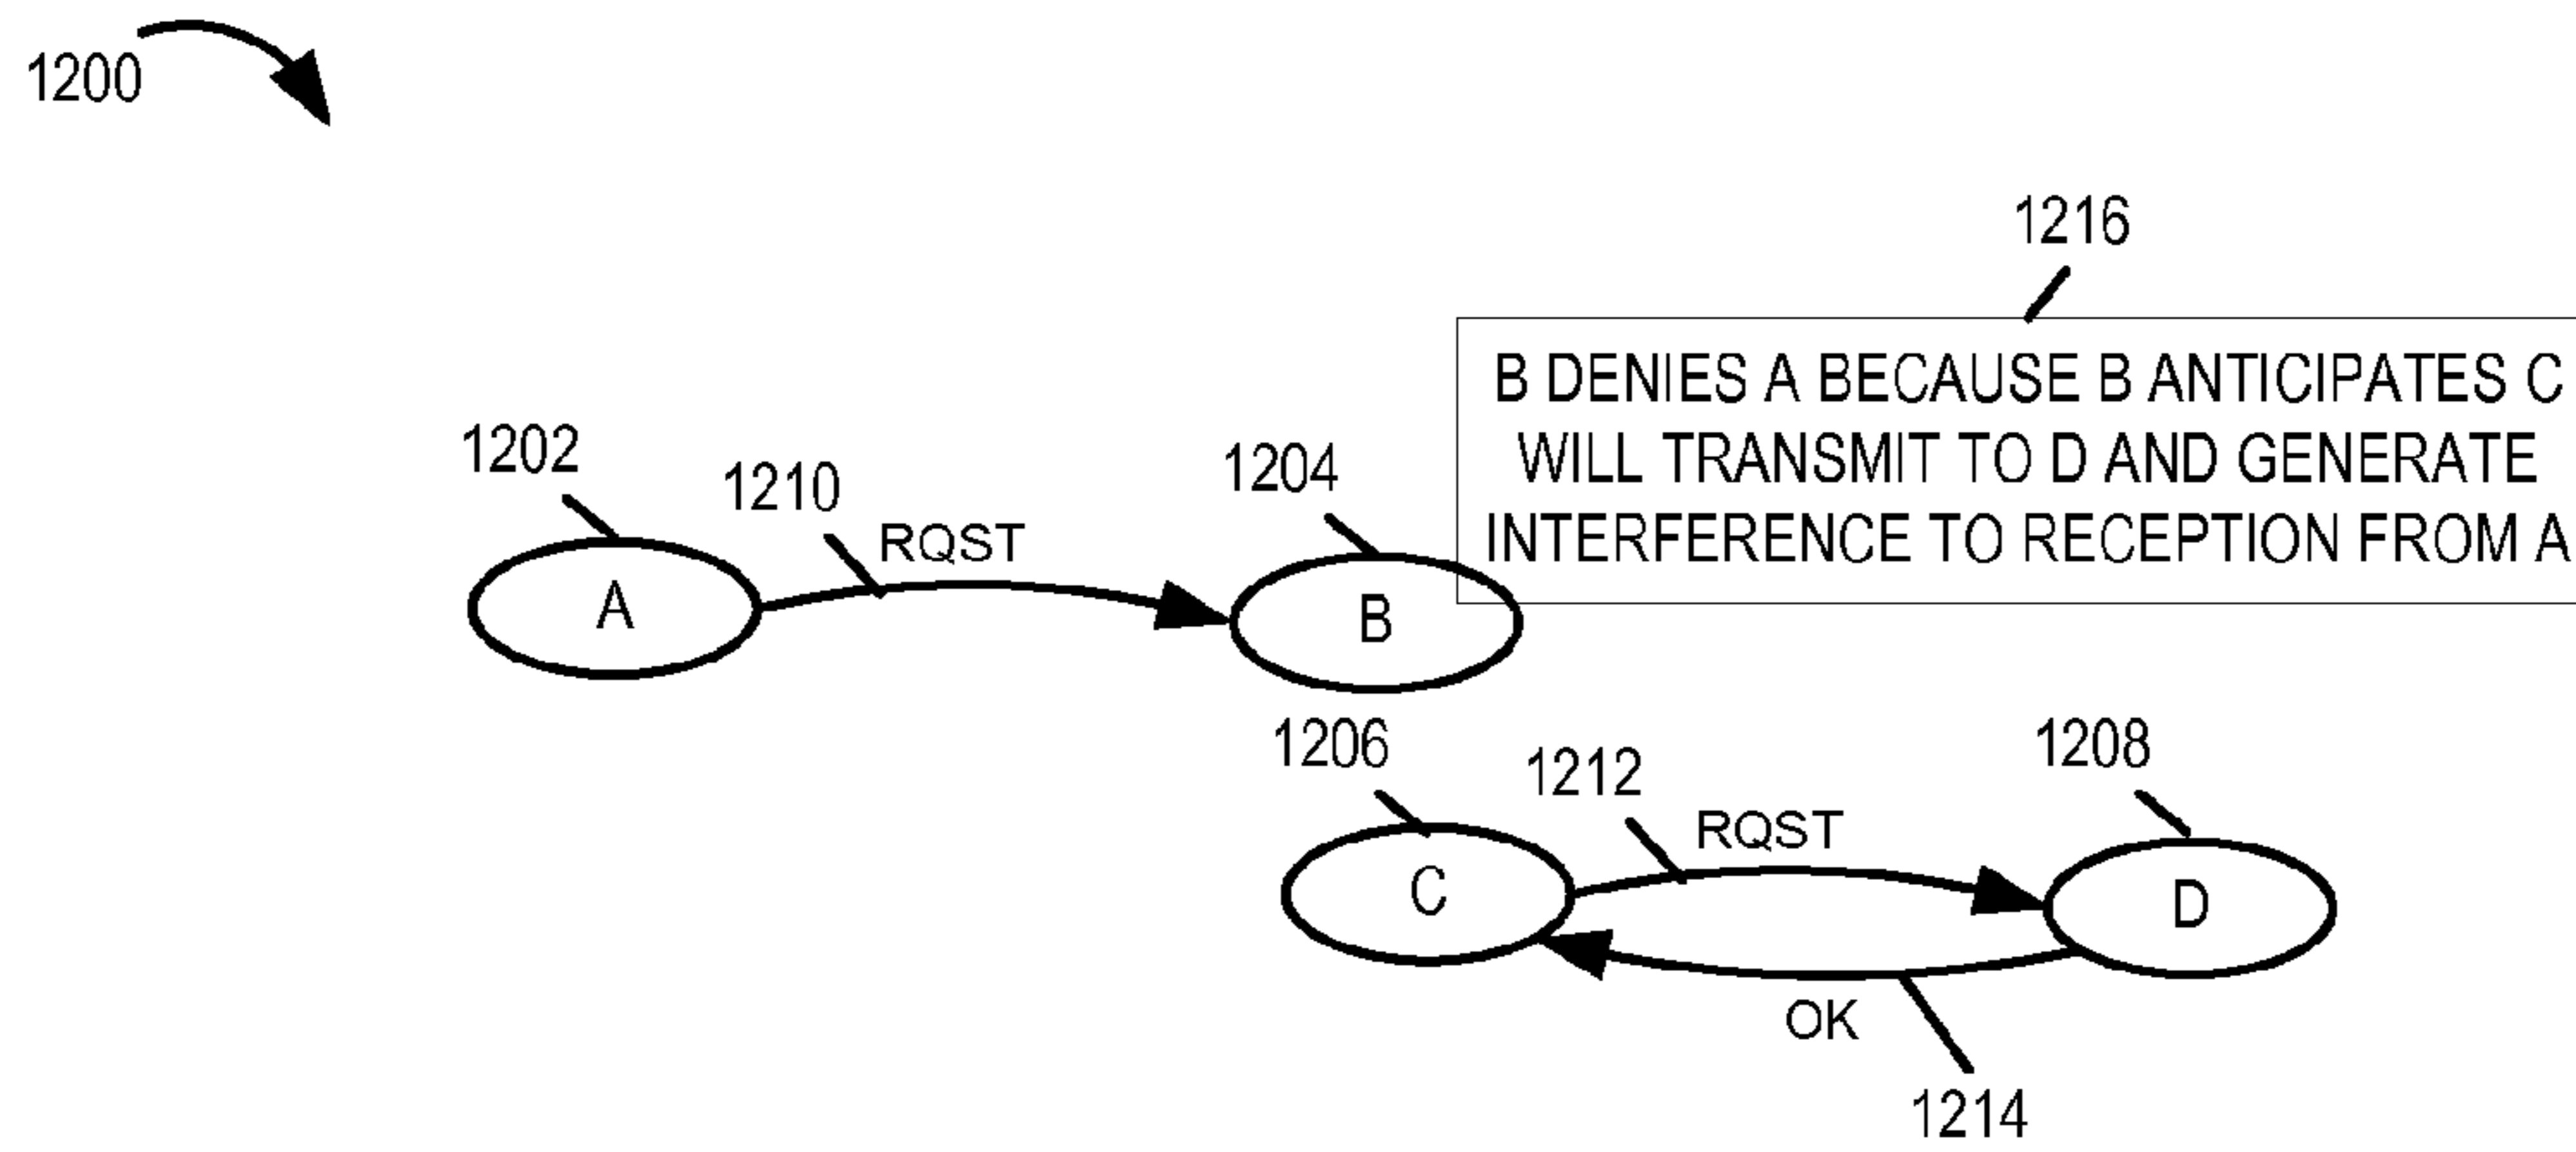 1200
1216
B DENIES A BECAUSE B ANTICIPATES C
WILL TRANSMIT TO D AND GENERATE
INTERFERENCE TO RECEPTION FROM A
1202
1210
RQST
1204
A
B
1206
1212
RQST
1208
C
D
OK
1214